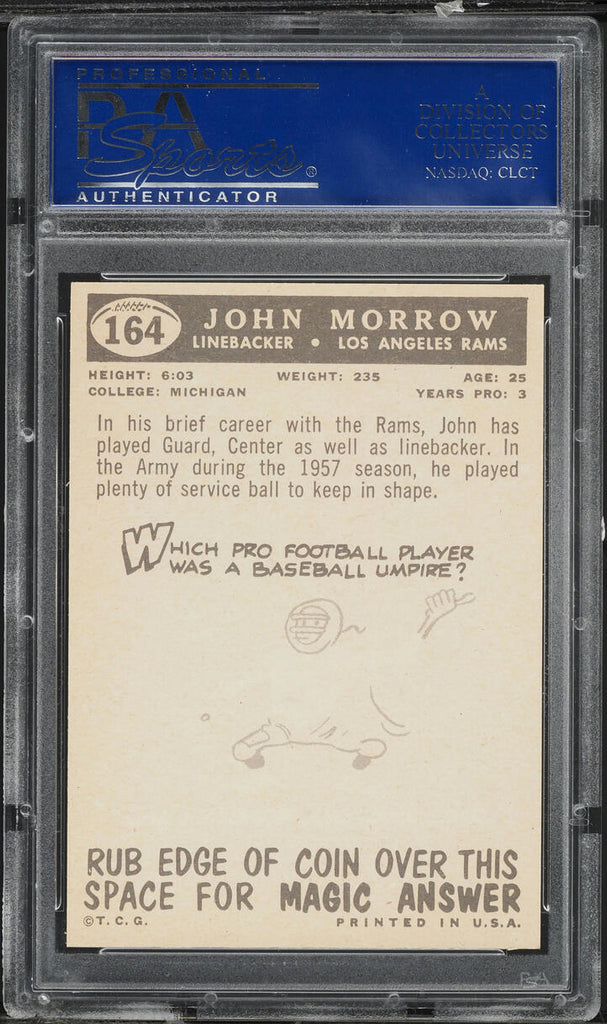 PROFESSIONAL
PSA
Sports®
AUTHENTICATOR
A
DIVISION OF
COLLECTORS
UNIVERSE
NASDAQ: CLCT
164
JOHN MORROW
LINEBACKER • LOS ANGELES RAMS
HEIGHT: 6:03 WEIGHT: 235 AGE: 25
COLLEGE: MICHIGAN YEARS PRO: 3
In his brief career with the Rams, John has
played Guard, Center as well as linebacker. In
the Army during the 1957 season, he played
plenty of service ball to keep in shape.
WHICH PRO FOOTBALL PLAYER
WAS A BASEBALL UMPIRE?
RUB EDGE OF COIN OVER THIS
SPACE FOR MAGIC ANSWER
©T. C. G. PRINTED IN U.S.A.
PSA